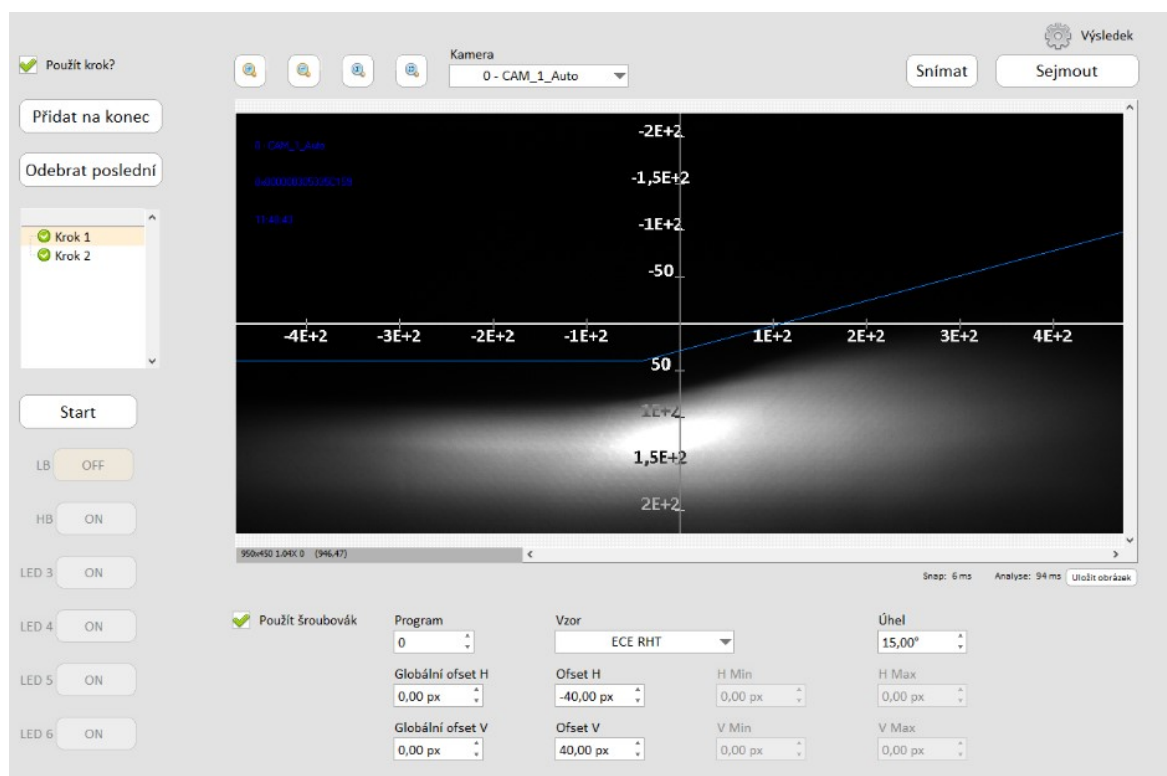 Výsledek
Použít krok?
Kamera
0 - CAM_1_Auto
Snímat
Sejmout
Přidat na konec
Odebrat poslední
Krok 1
Krok 2
0 - CAM_1_Auto
11:40:43
-2E+2
-1,5E+2
-1E+2
-50
-4E+2 -3E+2 -2E+2 -1E+2 1E+2 2E+2 3E+2 4E+2
50
1E+2
1,5E+2
2E+2
950x450 1.04X 0 (946.47)
Snap: 6 ms Analyse: 94 ms Uložit obrázek
Start
LB OFF
HB ON
LED 3 ON
LED 4 ON
LED 5 ON
LED 6 ON
Použít šroubovák
Program
0
Vzor
ECE RHT
Úhel
15,00°
Globální ofset H
0,00 px
Ofset H
-40,00 px
H Min
0,00 px
H Max
0,00 px
Globální ofset V
0,00 px
Ofset V
40,00 px
V Min
0,00 px
V Max
0,00 px